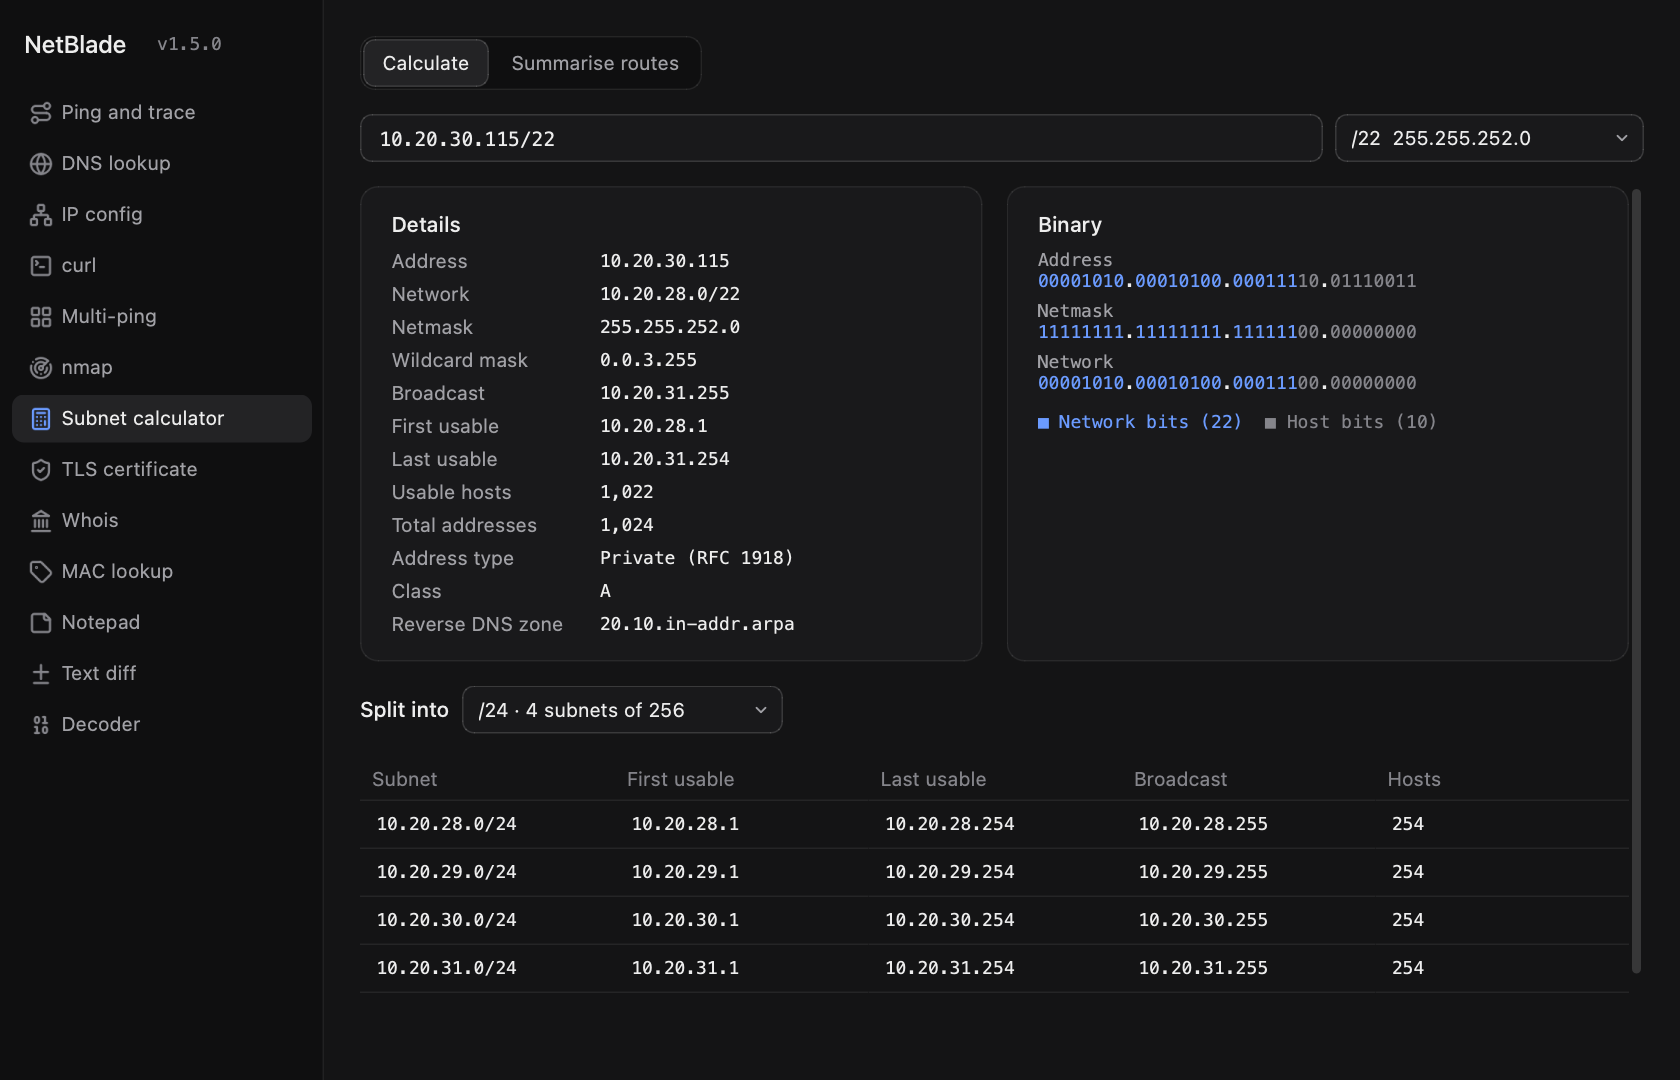 NetBlade v1.5.0
Ping and trace
DNS lookup
IP config
curl
Multi-ping
nmap
Subnet calculator
TLS certificate
Whois
MAC lookup
Notepad
Text diff
Decoder
Calculate Summarise routes
10.20.30.115/22 /22 255.255.252.0
Details
Address 10.20.30.115
Network 10.20.28.0/22
Netmask 255.255.252.0
Wildcard mask 0.0.3.255
Broadcast 10.20.31.255
First usable 10.20.28.1
Last usable 10.20.31.254
Usable hosts 1,022
Total addresses 1,024
Address type Private (RFC 1918)
Class A
Reverse DNS zone 20.10.in-addr.arpa
Binary
Address
00001010.00010100.00011110.01110011
Netmask
11111111.11111111.11111100.00000000
Network
00001010.00010100.00011100.00000000
Network bits (22) Host bits (10)
Split into /24 · 4 subnets of 256
Subnet First usable Last usable Broadcast Hosts
10.20.28.0/24 10.20.28.1 10.20.28.254 10.20.28.255 254
10.20.29.0/24 10.20.29.1 10.20.29.254 10.20.29.255 254
10.20.30.0/24 10.20.30.1 10.20.30.254 10.20.30.255 254
10.20.31.0/24 10.20.31.1 10.20.31.254 10.20.31.255 254